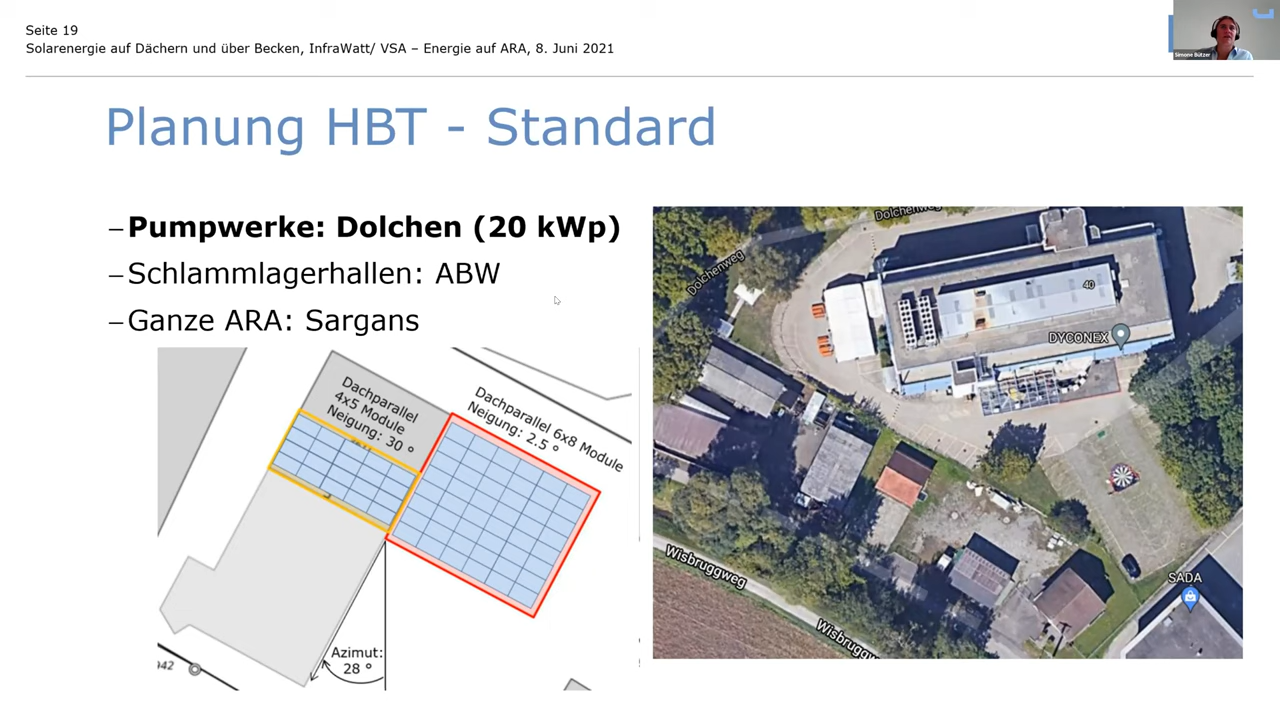 Seite 19
Solarenergie auf Dächern und über Becken, InfraWatt/ VSA – Energie auf ARA, 8. Juni 2021
Simone Bützer
Planung HBT - Standard
–Pumpwerke: Dolchen (20 kWp)
–Schlammlagerhallen: ABW
–Ganze ARA: Sargans
Dachparallel
4x5 Module
Neigung: 30 °
Dachparallel 6x8 Module
Neigung: 2.5 °
Azimut:
28 °
Dolchenweg
Dolchenweg
40
DYCONEX
SADA
Wisbruggweg